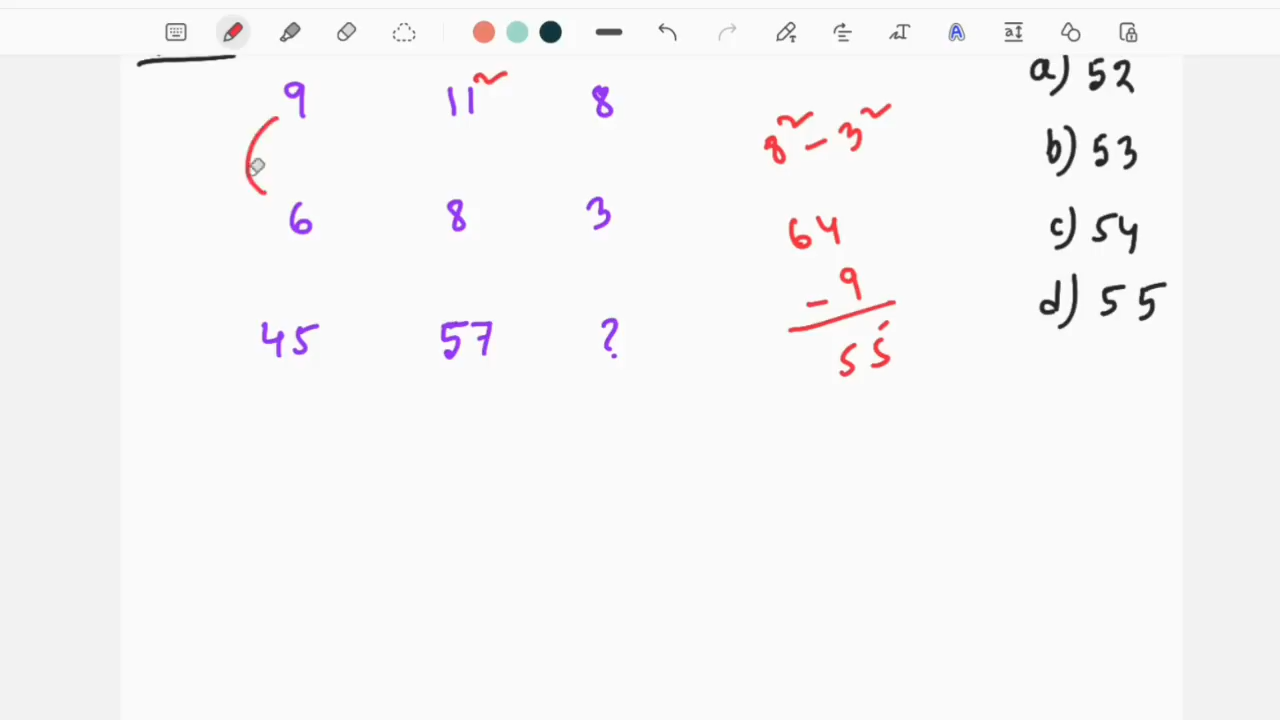 9 11² 8
6 8 3
45 57 ?
8² - 3²
64
- 9
55
a) 52
b) 53
c) 54
d) 55